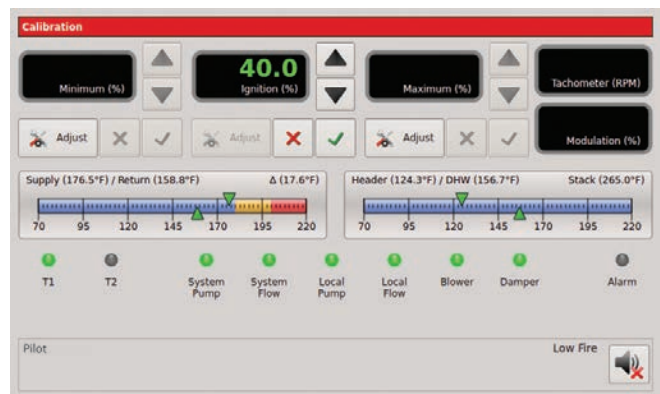 Calibration
Minimum (%)
40.0
Ignition (%)
Maximum (%)
Tachometer (RPM)
Modulation (%)
Adjust
Adjust
Adjust
Supply (176.5°F) / Return (158.8°F) Δ (17.6°F)
70 95 120 145 170 195 220
Header (124.3°F) / DHW (156.7°F) Stack (265.0°F)
70 95 120 145 170 195 220
T1
T2
System Pump
System Flow
Local Pump
Local Flow
Blower
Damper
Alarm
Pilot
Low Fire